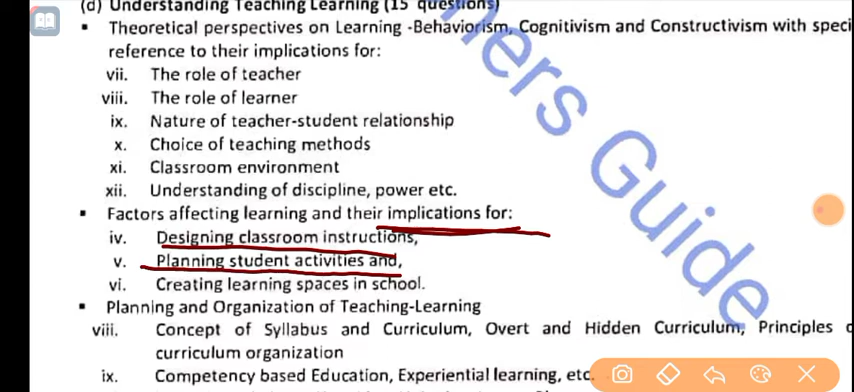 (d) Understanding Teaching Learning (15 questions)
▪ Theoretical perspectives on Learning -Behaviorism, Cognitivism and Constructivism with speci
reference to their implications for:
vii. The role of teacher
viii. The role of learner
ix. Nature of teacher-student relationship
x. Choice of teaching methods
xi. Classroom environment
xii. Understanding of discipline, power etc.
▪ Factors affecting learning and their implications for:
iv. Designing classroom instructions,
v. Planning student activities and,
vi. Creating learning spaces in school.
▪ Planning and Organization of Teaching-Learning
viii. Concept of Syllabus and Curriculum, Overt and Hidden Curriculum, Principles o
curriculum organization
ix. Competency based Education, Experiential learning, etc.
hers Guide